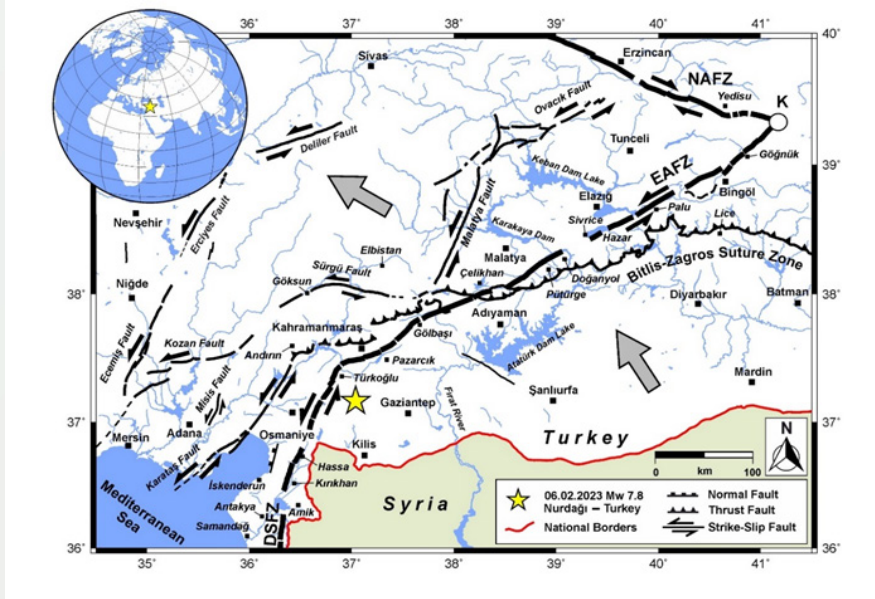 36°
37°
38°
39°
40°
41°
40°
Sivas
Erzincan
NAFZ
Yedisu
K
Ovacık Fault
Deliler Fault
Tunceli
Göğnük
39°
Keban Dam Lake
EAFZ
Bingöl
Elazığ
Palu
Lice
Nevşehir
Erciyes Fault
Malatya Fault
Karakaya Dam
Sivrice
Hazar
Elbistan
Malatya
Bitlis-Zagros Suture Zone
Sürgü Fault
Çelikhan
Doğanyol
Niğde
Göksun
Pütürge
38°
Adıyaman
Diyarbakır
Batman
38°
Kahramanmaraş
Gölbaşı
Atatürk Dam Lake
Ecemiş Fault
Kozan Fault
Andırın
Pazarcık
Türkoğlu
Mardin
Misis Fault
Gaziantep
Fırat River
Şanlıurfa
37°
37°
Mersin
Adana
Osmaniye
Kilis
Turkey
N
Karataş Fault
Hassa
0
km
100
İskenderun
Kırıkhan
Mediterranean
Sea
Antakya
Amik
Syria
Samandağ
DSFZ
06.02.2023 Mw 7.8
Nurdağı – Turkey
National Borders
Normal Fault
Thrust Fault
Strike-Slip Fault
36°
36°
35°
36°
37°
38°
39°
40°
41°